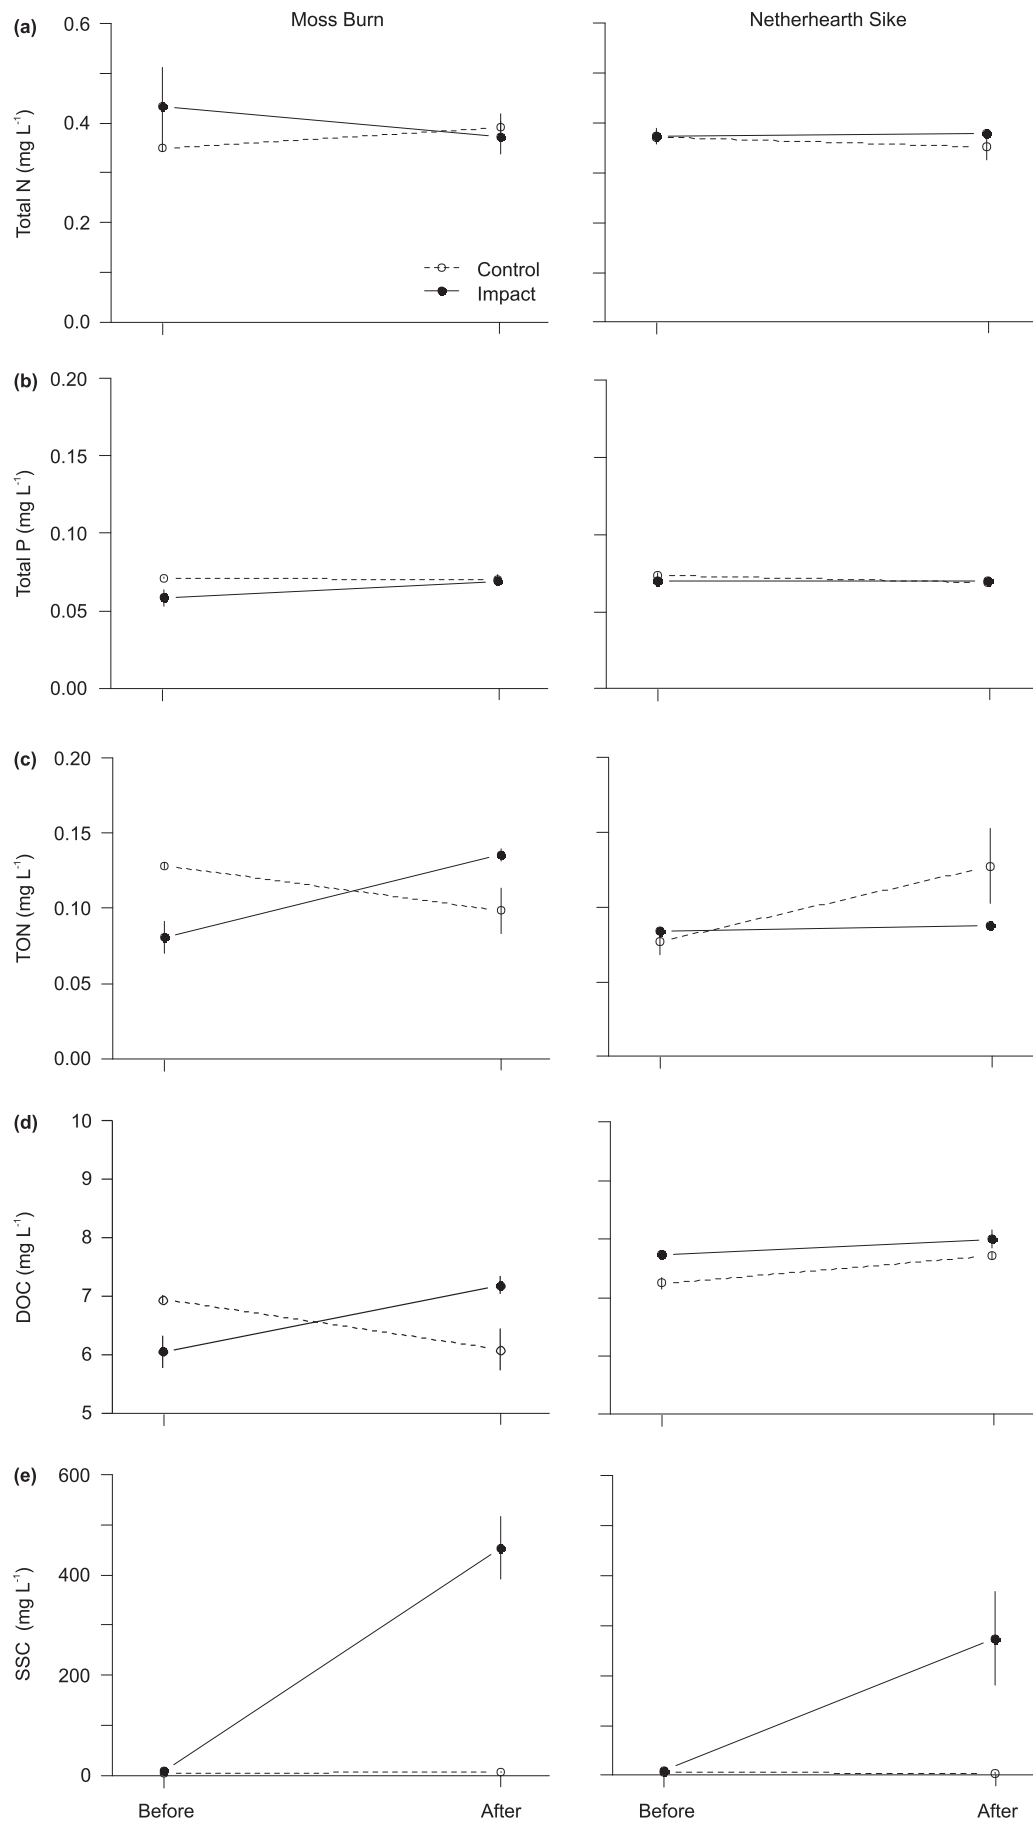 (a)
Moss Burn
Netherhearth Sike
0.6
0.4
0.2
0.0
Total N (mg L⁻¹)
Control
Impact
(b)
0.20
0.15
0.10
0.05
0.00
Total P (mg L⁻¹)
(c)
0.20
0.15
0.10
0.05
0.00
TON (mg L⁻¹)
(d)
10
9
8
7
6
5
DOC (mg L⁻¹)
(e)
600
400
200
0
SSC (mg L⁻¹)
Before
After
Before
After